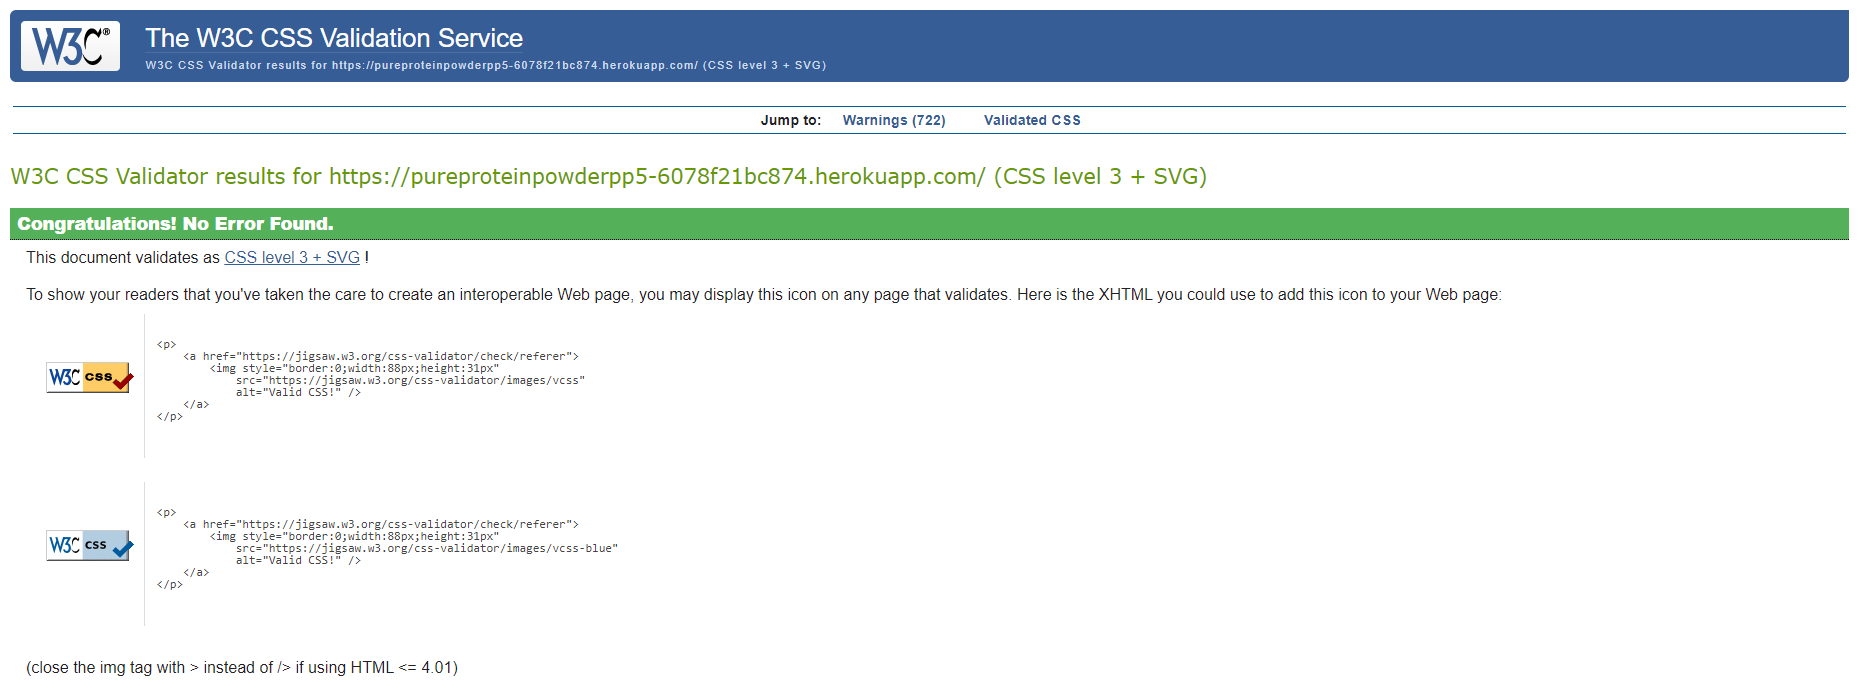 W3C® The W3C CSS Validation Service
W3C CSS Validator results for https://pureproteinpowderpp5-6078f21bc874.herokuapp.com/ (CSS level 3 + SVG)
Jump to: Warnings (722) Validated CSS
W3C CSS Validator results for https://pureproteinpowderpp5-6078f21bc874.herokuapp.com/ (CSS level 3 + SVG)
Congratulations! No Error Found.
This document validates as CSS level 3 + SVG !
To show your readers that you've taken the care to create an interoperable Web page, you may display this icon on any page that validates. Here is the XHTML you could use to add this icon to your Web page:
W3C css
<p>
<a href="https://jigsaw.w3.org/css-validator/check/referer">
<img style="border:0;width:88px;height:31px"
src="https://jigsaw.w3.org/css-validator/images/vcss"
alt="Valid CSS!" />
</a>
</p>
W3C css
<p>
<a href="https://jigsaw.w3.org/css-validator/check/referer">
<img style="border:0;width:88px;height:31px"
src="https://jigsaw.w3.org/css-validator/images/vcss-blue"
alt="Valid CSS!" />
</a>
</p>
(close the img tag with > instead of /> if using HTML <= 4.01)